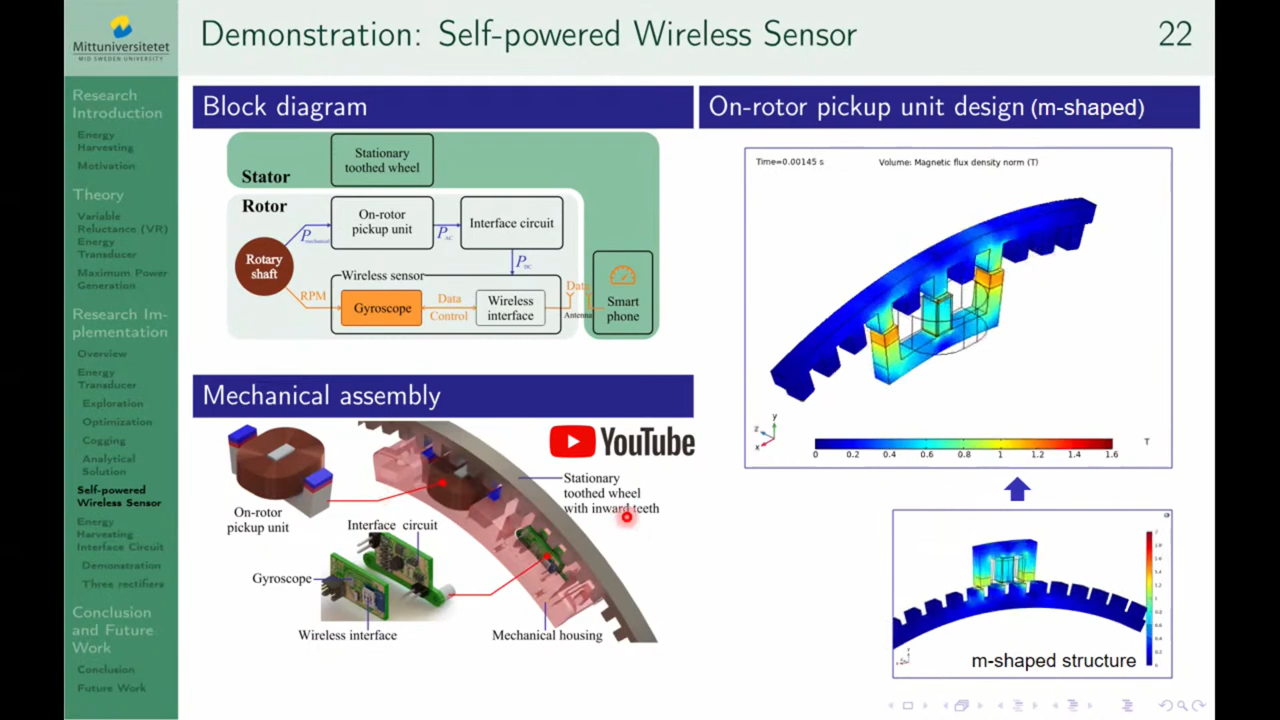 Mittuniversitetet
MID SWEDEN UNIVERSITY
Demonstration: Self-powered Wireless Sensor
22
Research
Introduction
Energy
Harvesting
Motivation
Theory
Variable
Reluctance (VR)
Energy
Transducer
Maximum Power
Generation
Research Im-
plementation
Overview
Energy
Transducer
Exploration
Optimization
Cogging
Analytical
Solution
Self-powered
Wireless Sensor
Energy
Harvesting
Interface Circuit
Demonstration
Three rectifiers
Conclusion
and Future
Work
Conclusion
Future Work
Block diagram
Stationary
toothed wheel
Stator
Rotor
On-rotor
pickup unit
Interface circuit
P mechanical
P AC
P DC
Rotary
shaft
Wireless sensor
RPM
Gyroscope
Data
Control
Wireless
interface
Data
Antenna
Smart
phone
Mechanical assembly
YouTube
On-rotor
pickup unit
Stationary
toothed wheel
with inward teeth
Interface circuit
Gyroscope
Wireless interface
Mechanical housing
On-rotor pickup unit design (m-shaped)
Time=0.00145 s
Volume: Magnetic flux density norm (T)
y
z
x
0 0.2 0.4 0.6 0.8 1 1.2 1.4 1.6
T
m-shaped structure